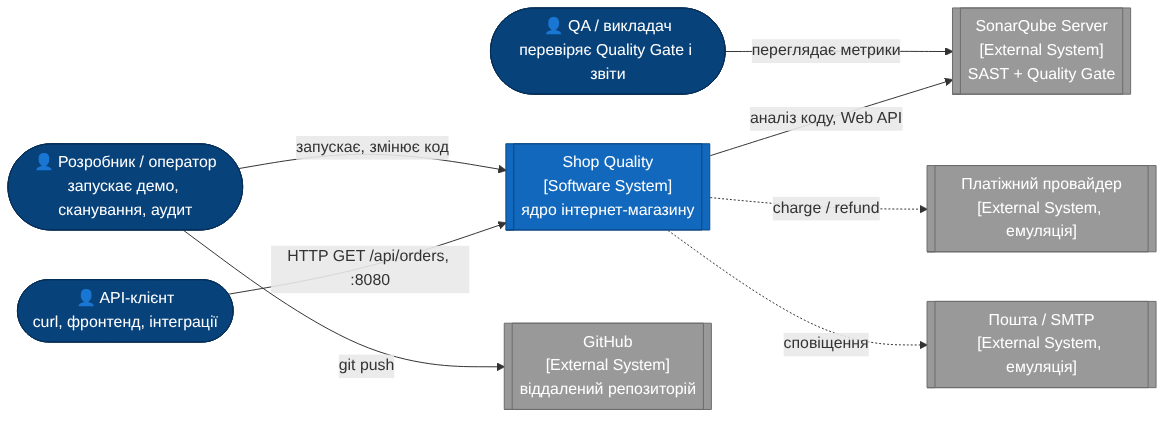 👤 QA / викладач
перевіряє Quality Gate і
звіти
переглядає метрики
SonarQube Server
[External System]
SAST + Quality Gate
аналіз коду, Web API
👤 Розробник / оператор
запускає демо,
сканування, аудит
запускає, змінює код
Shop Quality
[Software System]
ядро інтернет-магазину
charge / refund
Платіжний провайдер
[External System,
емуляція]
HTTP GET /api/orders,
:8080
👤 API-клієнт
curl, фронтенд, інтеграції
git push
GitHub
[External System]
віддалений репозиторій
сповіщення
Пошта / SMTP
[External System,
емуляція]